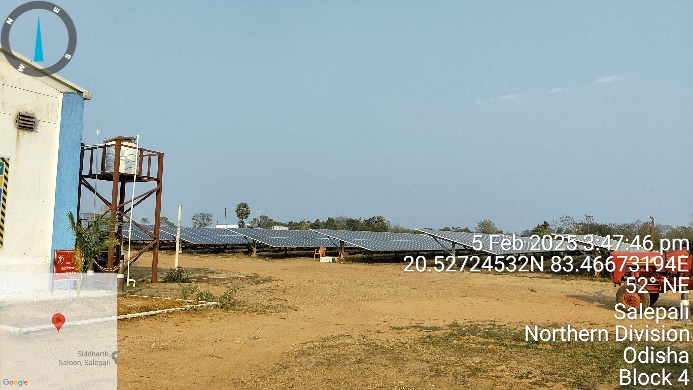 N
E
S
W
5 Feb 2025 3:47:46 pm
20.52724532N 83.46673194E
52° NE
Salepali
Northern Division
Odisha
Block 4
Siddharth,
Saloon, Salepali
Google